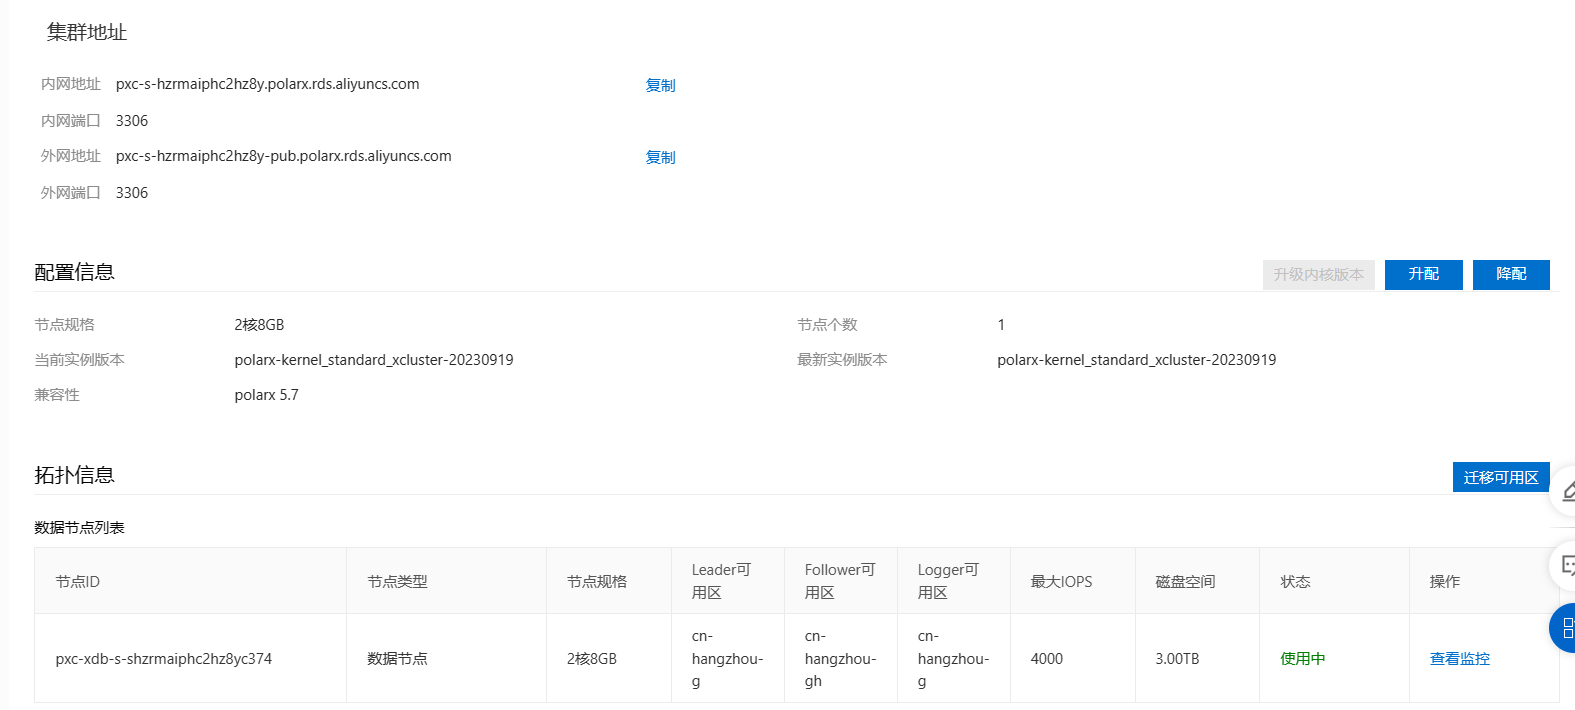 集群地址
内网地址 pxc-s-hzrmaiphc2hz8y.polarx.rds.aliyuncs.com 复制
内网端口 3306
外网地址 pxc-s-hzrmaiphc2hz8y-pub.polarx.rds.aliyuncs.com 复制
外网端口 3306
配置信息 升级内核版本 升配 降配
节点规格 2核8GB 节点个数 1
当前实例版本 polarx-kernel_standard_xcluster-20230919 最新实例版本 polarx-kernel_standard_xcluster-20230919
兼容性 polarx 5.7
拓扑信息 迁移可用区
数据节点列表
节点ID 节点类型 节点规格 Leader可用区 Follower可用区 Logger可用区 最大IOPS 磁盘空间 状态 操作
pxc-xdb-s-shzrmaiphc2hz8yc374 数据节点 2核8GB cn-hangzhou-g cn-hangzhou-gh cn-hangzhou-g 4000 3.00TB 使用中 查看监控